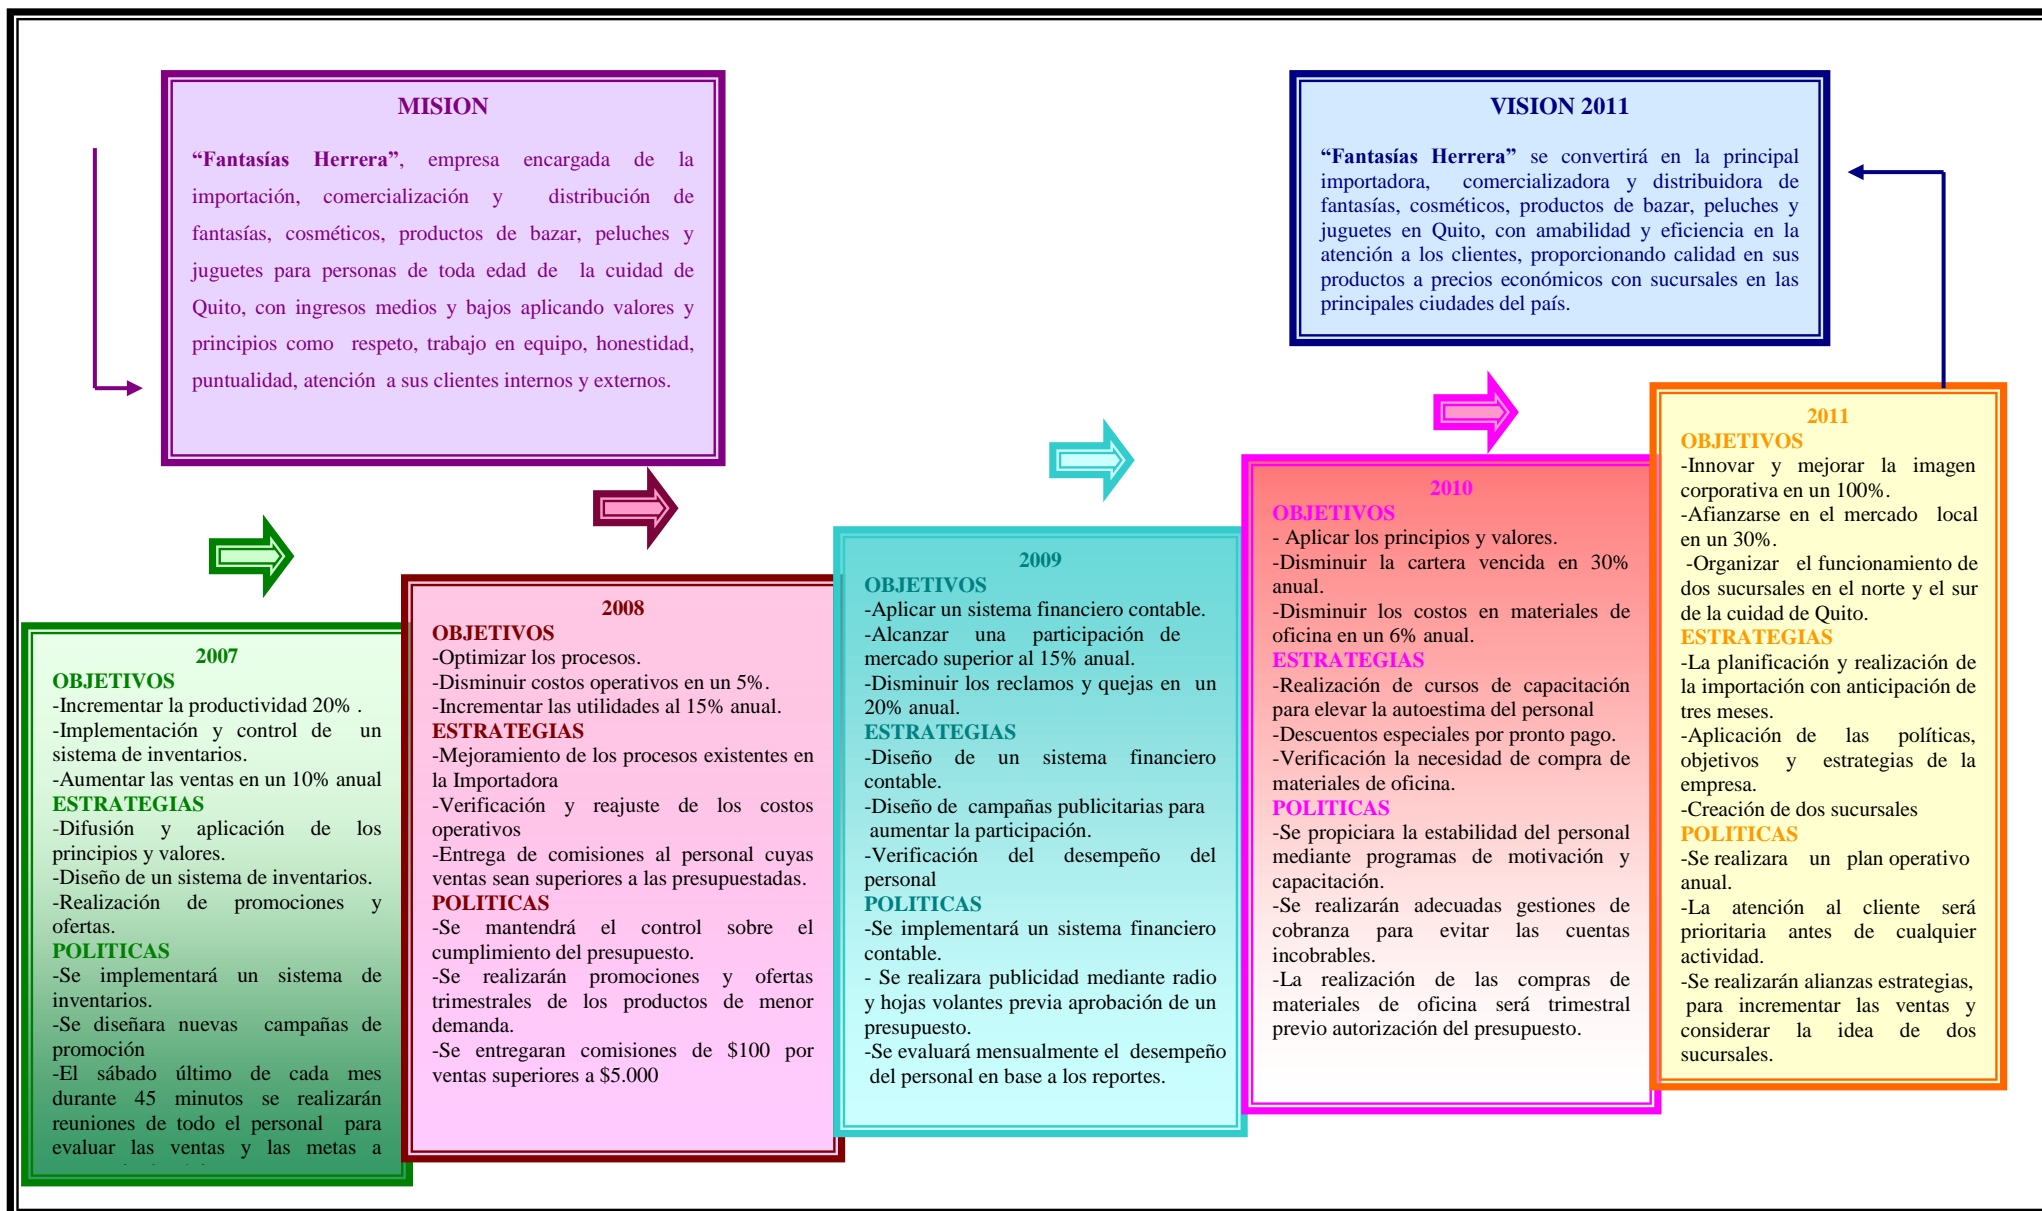 MISION
“Fantasías Herrera”, empresa encargada de la
importación, comercialización y distribución de
fantasías, cosméticos, productos de bazar, peluches y
juguetes para personas de toda edad de la cuidad de
Quito, con ingresos medios y bajos aplicando valores y
principios como respeto, trabajo en equipo, honestidad,
puntualidad, atención a sus clientes internos y externos.
VISION 2011
“Fantasías Herrera” se convertirá en la principal
importadora, comercializadora y distribuidora de
fantasías, cosméticos, productos de bazar, peluches y
juguetes en Quito, con amabilidad y eficiencia en la
atención a los clientes, proporcionando calidad en sus
productos a precios económicos con sucursales en las
principales ciudades del país.
2007
OBJETIVOS
-Incrementar la productividad 20% .
-Implementación y control de un
sistema de inventarios.
-Aumentar las ventas en un 10% anual
ESTRATEGIAS
-Difusión y aplicación de los
principios y valores.
-Diseño de un sistema de inventarios.
-Realización de promociones y
ofertas.
POLITICAS
-Se implementará un sistema de
inventarios.
-Se diseñara nuevas campañas de
promoción
-El sábado último de cada mes
durante 45 minutos se realizarán
reuniones de todo el personal para
evaluar las ventas y las metas a
2008
OBJETIVOS
-Optimizar los procesos.
-Disminuir costos operativos en un 5%.
-Incrementar las utilidades al 15% anual.
ESTRATEGIAS
-Mejoramiento de los procesos existentes en
la Importadora
-Verificación y reajuste de los costos
operativos
-Entrega de comisiones al personal cuyas
ventas sean superiores a las presupuestadas.
POLITICAS
-Se mantendrá el control sobre el
cumplimiento del presupuesto.
-Se realizarán promociones y ofertas
trimestrales de los productos de menor
demanda.
-Se entregaran comisiones de $100 por
ventas superiores a $5.000
2009
OBJETIVOS
-Aplicar un sistema financiero contable.
-Alcanzar una participación de
mercado superior al 15% anual.
-Disminuir los reclamos y quejas en un
20% anual.
ESTRATEGIAS
-Diseño de un sistema financiero
contable.
-Diseño de campañas publicitarias para
aumentar la participación.
-Verificación del desempeño del
personal
POLITICAS
-Se implementará un sistema financiero
contable.
- Se realizara publicidad mediante radio
y hojas volantes previa aprobación de un
presupuesto.
-Se evaluará mensualmente el desempeño
del personal en base a los reportes.
2010
OBJETIVOS
- Aplicar los principios y valores.
-Disminuir la cartera vencida en 30%
anual.
-Disminuir los costos en materiales de
oficina en un 6% anual.
ESTRATEGIAS
-Realización de cursos de capacitación
para elevar la autoestima del personal
-Descuentos especiales por pronto pago.
-Verificación la necesidad de compra de
materiales de oficina.
POLITICAS
-Se propiciara la estabilidad del personal
mediante programas de motivación y
capacitación.
-Se realizarán adecuadas gestiones de
cobranza para evitar las cuentas
incobrables.
-La realización de las compras de
materiales de oficina será trimestral
previo autorización del presupuesto.
2011
OBJETIVOS
-Innovar y mejorar la imagen
corporativa en un 100%.
-Afianzarse en el mercado local
en un 30%.
-Organizar el funcionamiento de
dos sucursales en el norte y el sur
de la cuidad de Quito.
ESTRATEGIAS
-La planificación y realización de
la importación con anticipación de
tres meses.
-Aplicación de las políticas,
objetivos y estrategias de la
empresa.
-Creación de dos sucursales
POLITICAS
-Se realizara un plan operativo
anual.
-La atención al cliente será
prioritaria antes de cualquier
actividad.
-Se realizarán alianzas estrategias,
para incrementar las ventas y
considerar la idea de dos
sucursales.